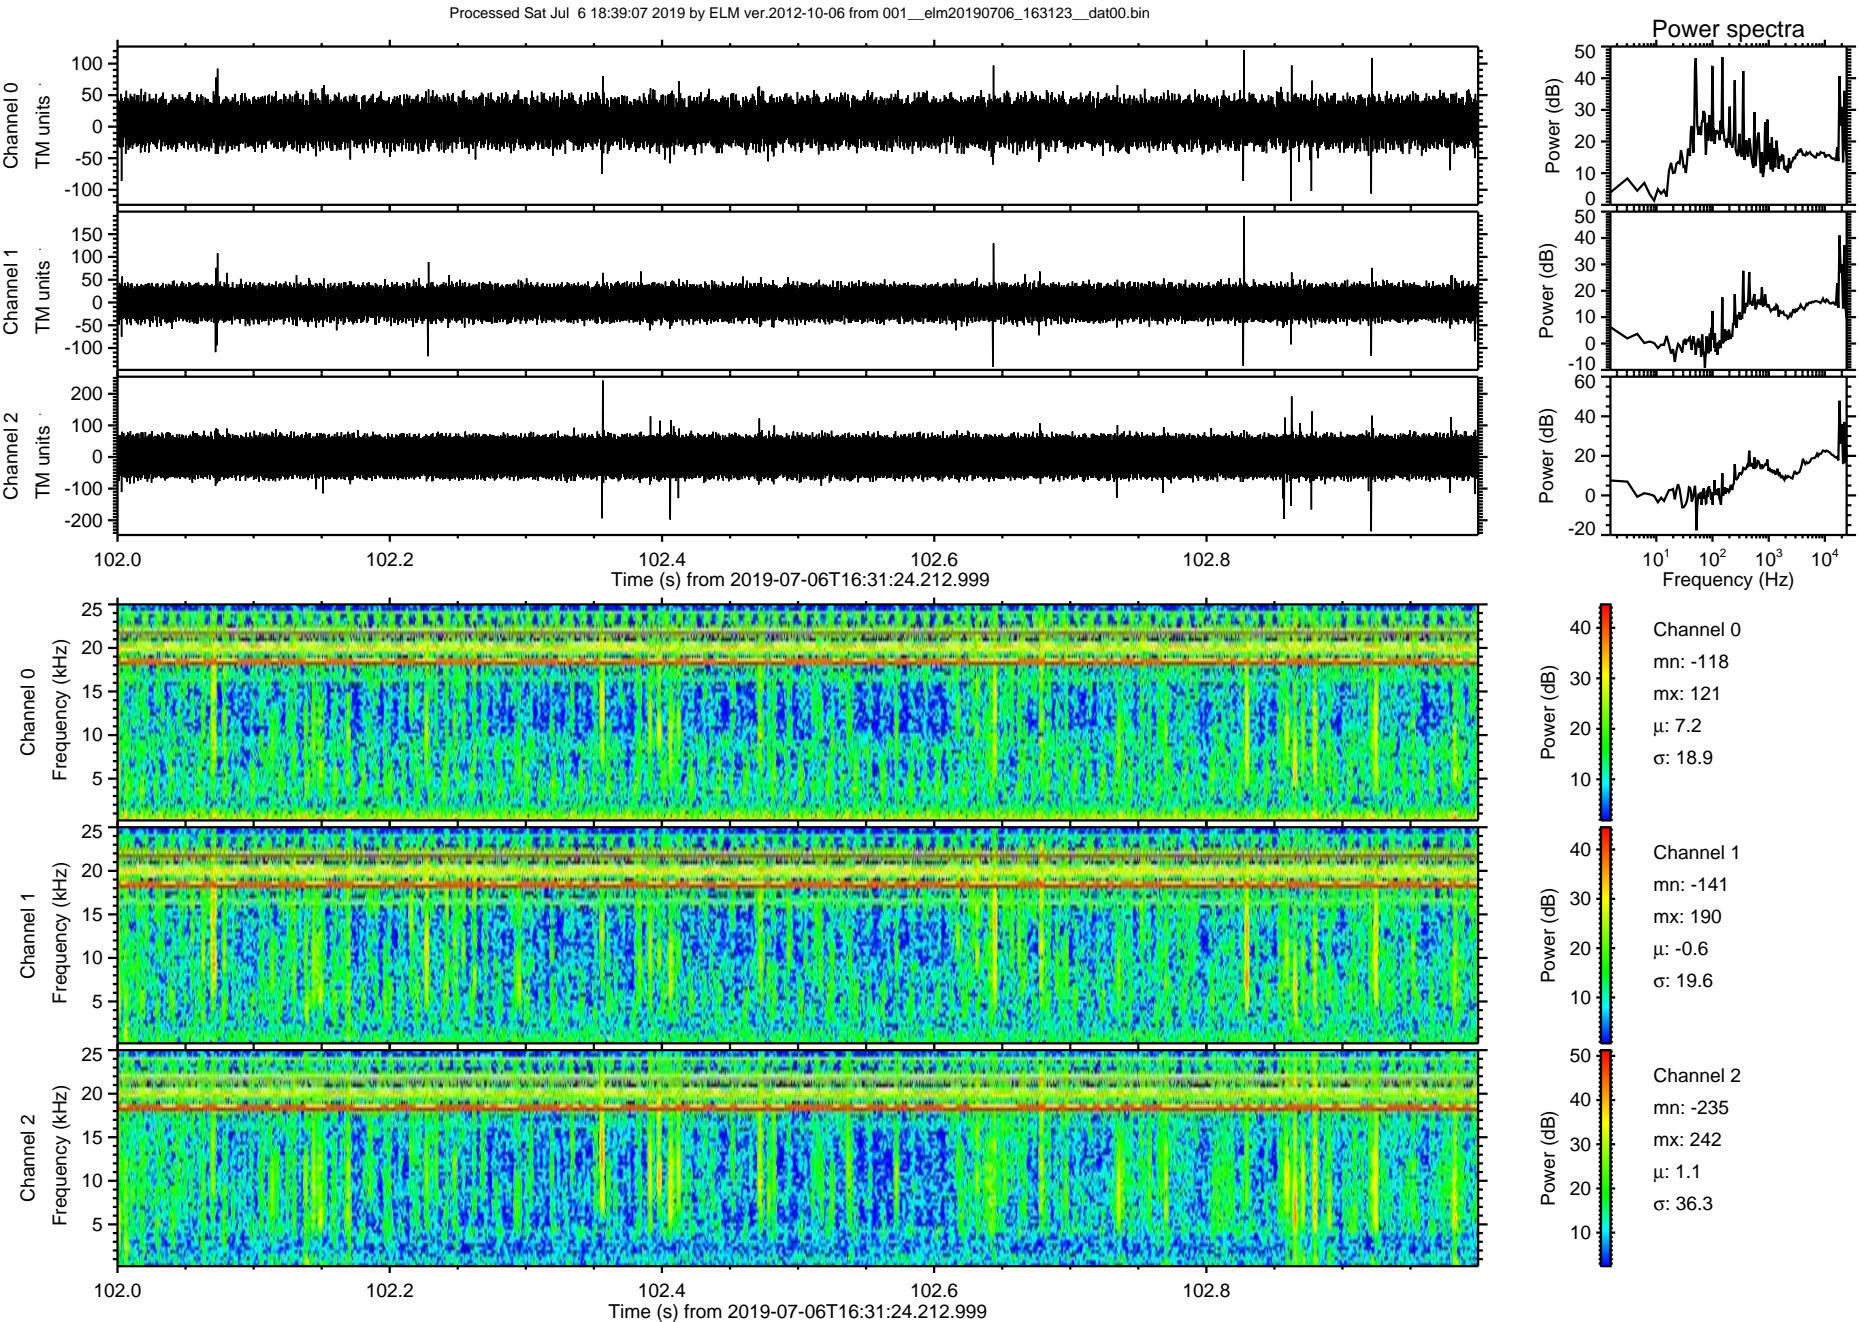 Processed Sat Jul  6 18:39:07 2019 by ELM ver.2012-10-06 from 001__elm20190706_163123__dat00.bin
Power spectra
Channel 0
TM units
100
50
0
-50
-100
Power (dB)
50
40
30
20
10
0
Channel 1
TM units
150
100
50
0
-50
-100
Power (dB)
50
40
30
20
10
0
-10
Channel 2
TM units
200
100
0
-100
-200
Power (dB)
60
40
20
0
-20
102.0 102.2 102.4 102.6 102.8
Time (s) from 2019-07-06T16:31:24.212.999
10¹ 10² 10³ 10⁴
Frequency (Hz)
Channel 0
Frequency (kHz)
25
20
15
10
5
Power (dB)
40
30
20
10
Channel 0
mn: -118
mx: 121
µ: 7.2
σ: 18.9
Channel 1
Frequency (kHz)
25
20
15
10
5
Power (dB)
40
30
20
10
Channel 1
mn: -141
mx: 190
µ: -0.6
σ: 19.6
Channel 2
Frequency (kHz)
25
20
15
10
5
Power (dB)
50
40
30
20
10
Channel 2
mn: -235
mx: 242
µ: 1.1
σ: 36.3
102.0 102.2 102.4 102.6 102.8
Time (s) from 2019-07-06T16:31:24.212.999